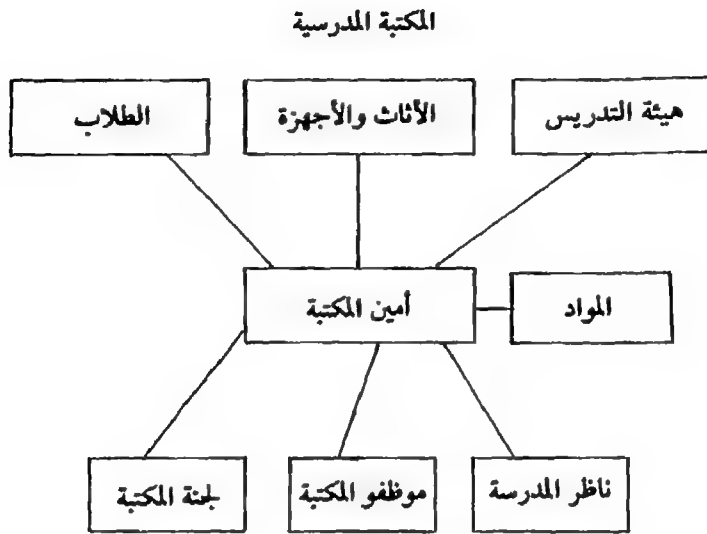 المكتبة المدرسية
هيئة التدريس
الأثاث والأجهزة
الطلاب
أمين المكتبة
المواد
ناظر المدرسة
موظفو المكتبة
لجنة المكتبة